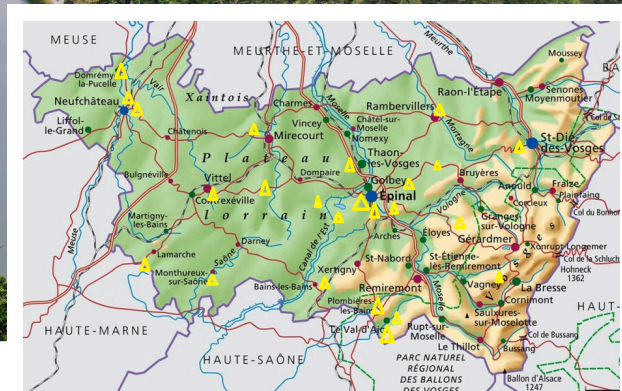 MEUSE
MEURTHE-ET-MOSELLE
Meurthe
Moussey
Domrémy
la-Pucelle
Vair
Xaintois
Neufchâteau
Liffol-
le-Grand
Châtenois
Charmes
Moselle
Rambervillers
Raon-l'Étape
Senones
Moyenmoutier
Mortagne
Vincey
Châtel-sur-
Moselle
Nomexy
Mirecourt
St-Dié-
des-Vosges
Plateau
Thaon-
les-Vosges
Bulgnéville
Vittel
Dompaire
Golbey
Bruyères
Anould
Fraize
Plainfaing
Contrexéville
Épinal
Vologne
Corcieux
Col du Bonhomme
lorrain
Martigny-
les-Bains
Granges-
sur-Vologne
Meuse
Darney
Canal de l'Est
Arches
Éloyes
Gérardmer
Xonrupt-Longemer
Col de la Schlucht
Lamarche
Saône
Xertigny
St-Nabord
St-Étienne-
lès-Remiremont
Vosges
Hohneck
1362
Monthureux-
sur-Saône
Bains-les-Bains
Remiremont
Vagney
La Bresse
Plombières-
les-Bains
Moselle
Cornimont
Saulxures-
sur-Moselotte
HAUTE-MARNE
Le Val-d'Ajol
Rupt-sur-
Moselle
Col de Bussang
HAUTE-SAÔNE
Le Thillot
Bussang
PARC NATUREL
RÉGIONAL
DES BALLONS
DES VOSGES
Ballon d'Alsace
1247